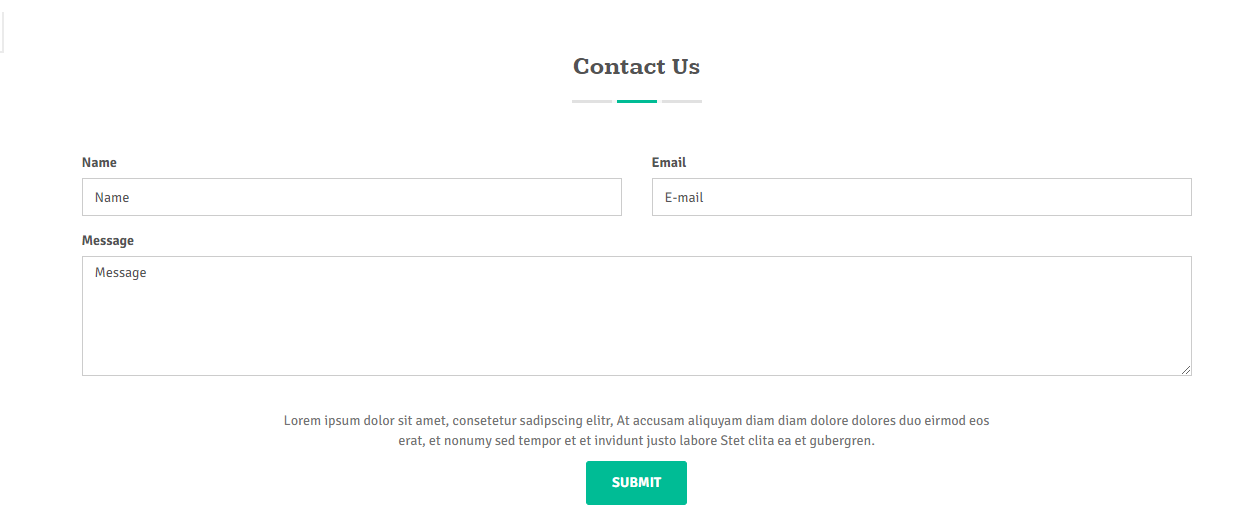 Contact Us
Name
Email
Name
E-mail
Message
Message
Lorem ipsum dolor sit amet, consetetur sadipscing elitr, At accusam aliquyam diam diam dolore dolores duo eirmod eos
erat, et nonumy sed tempor et et invidunt justo labore Stet clita ea et gubergren.
SUBMIT